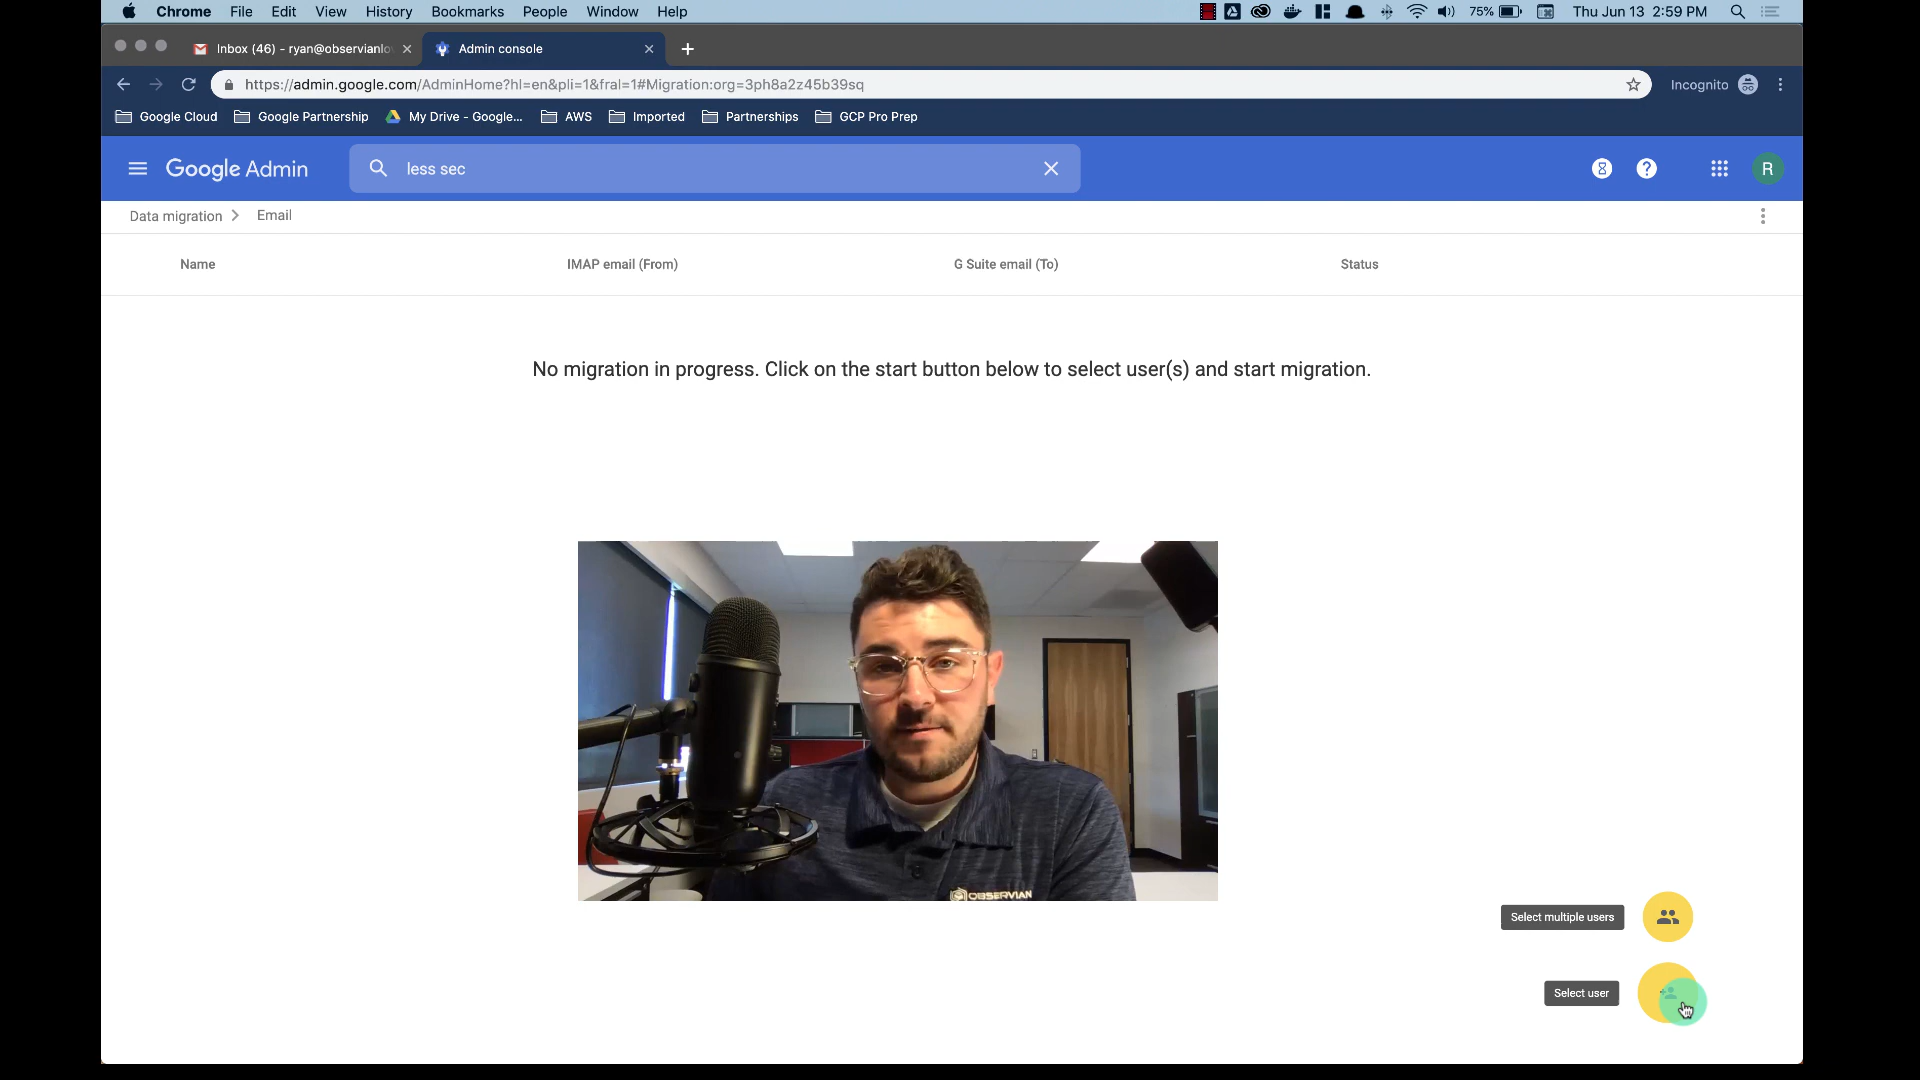 Chrome File Edit View History Bookmarks People Window Help 75% Thu Jun 13 2:59 PM
Inbox (46) - ryan@observianlo Admin console
https://admin.google.com/AdminHome?hl=en&pli=1&fral=1#Migration:org=3ph8a2z45b39sq Incognito
Google Cloud Google Partnership My Drive - Google... AWS Imported Partnerships GCP Pro Prep
Google Admin less sec R
Data migration Email
Name IMAP email (From) G Suite email (To) Status
No migration in progress. Click on the start button below to select user(s) and start migration.
OBSERVIAN
Select multiple users
Select user